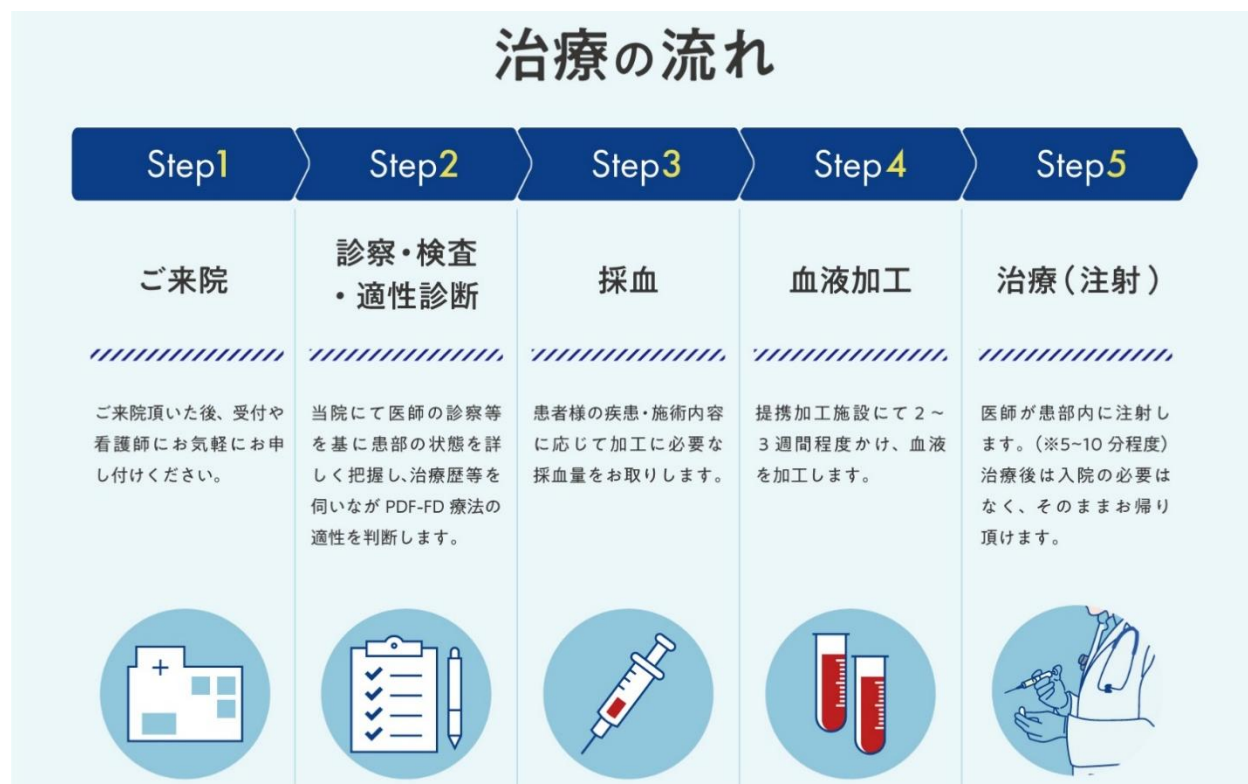 治療の流れ
Step1
Step2
Step3
Step4
Step5
ご来院
診察・検査
・適性診断
採血
血液加工
治療(注射)
ご来院頂いた後、受付や
看護師にお気軽にお申
し付けください。
当院にて医師の診察等
を基に患部の状態を詳
しく把握し、治療歴等を
伺いながら PDF-FD 療法の
適性を判断します。
患者様の疾患・施術内容
に応じて加工に必要な
採血量をお取りします。
提携加工施設にて2~
3週間程度かけ、血液
を加工します。
医師が患部内に注射し
ます。(※5~10 分程度)
治療後は入院の必要は
なく、そのままお帰り
頂けます。